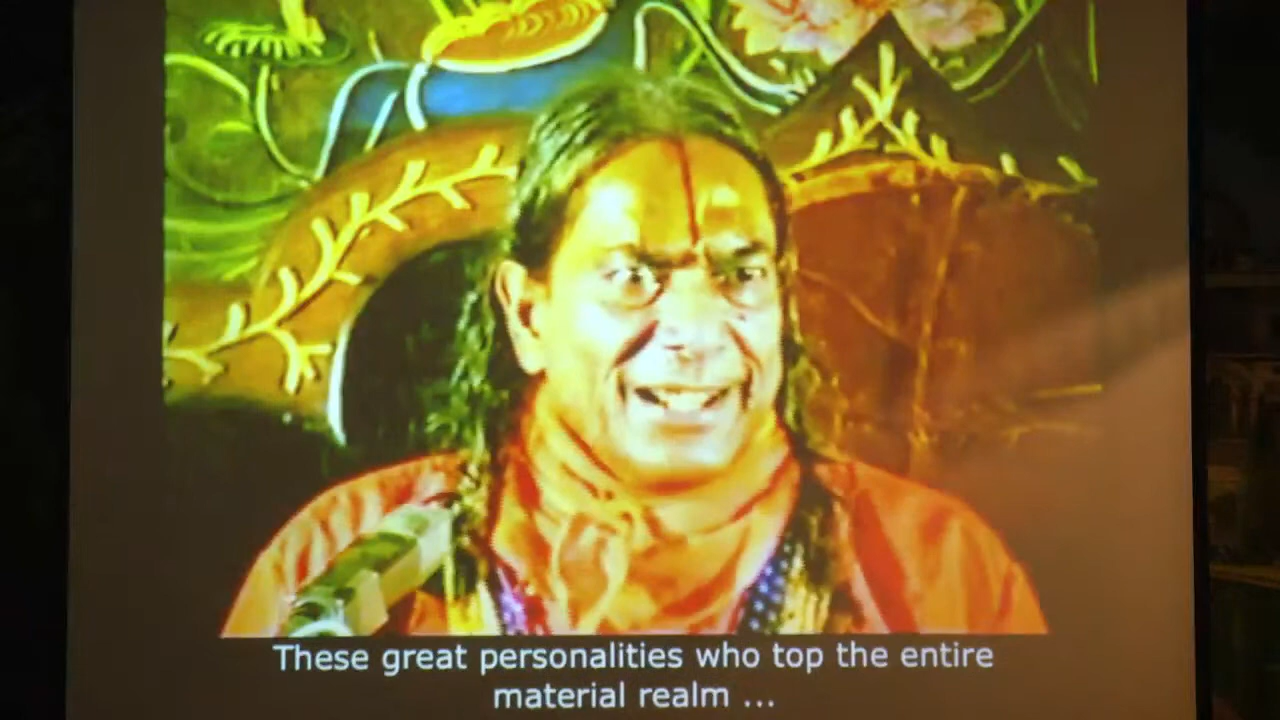 These great personalities who top the entire
material realm ...